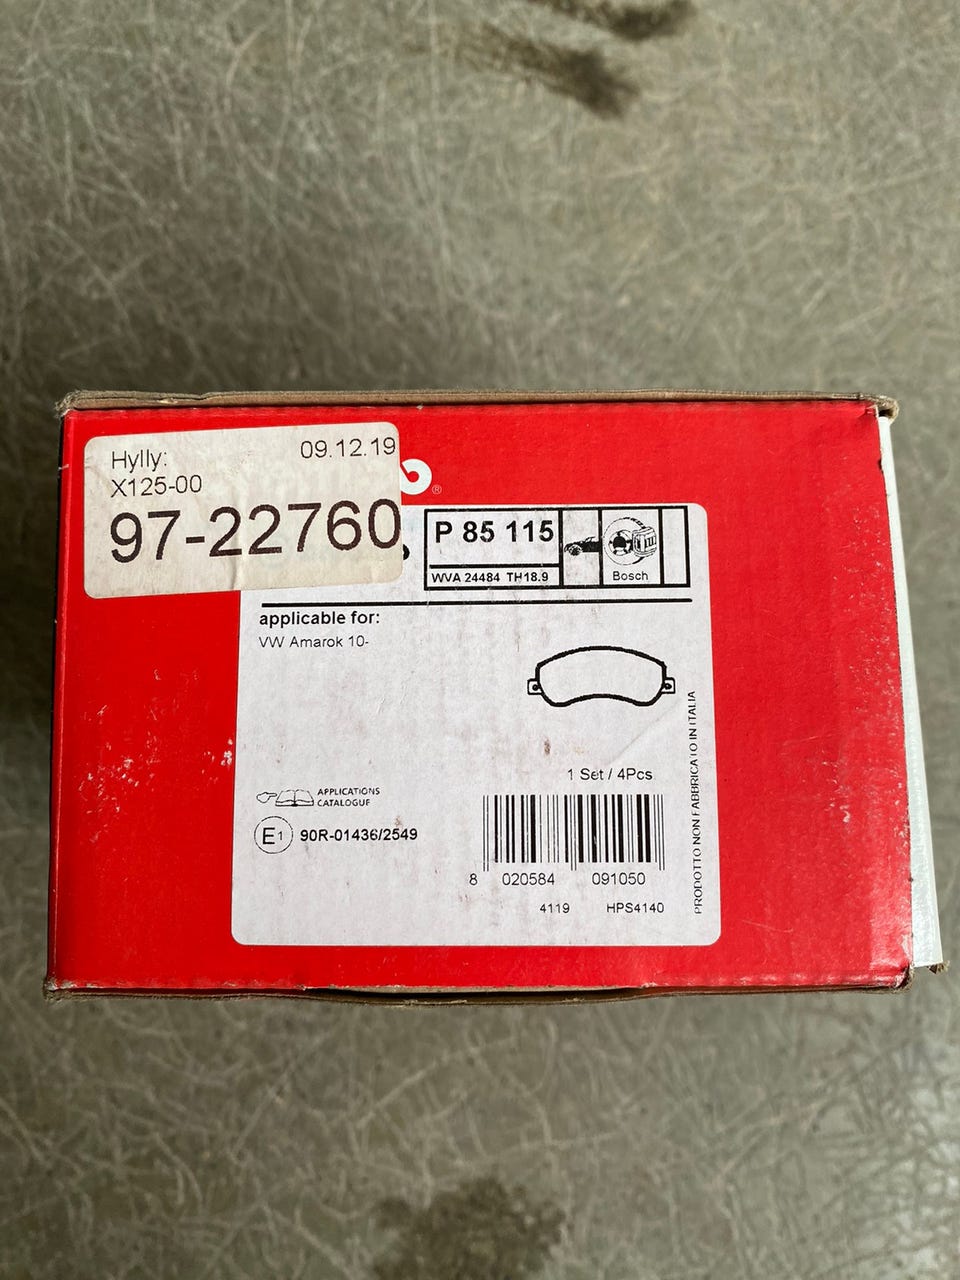 Hylly: 09.12.19
X125-00
97-22760
®
P 85 115
WVA 24484 TH18.9
Bosch
applicable for:
VW Amarok 10-
1 Set / 4Pcs
APPLICATIONS
CATALOGUE
E1 90R-01436/2549
8 020584 091050
4119 HPS4140
PRODOTTO NON FABBRICATO IN ITALIA